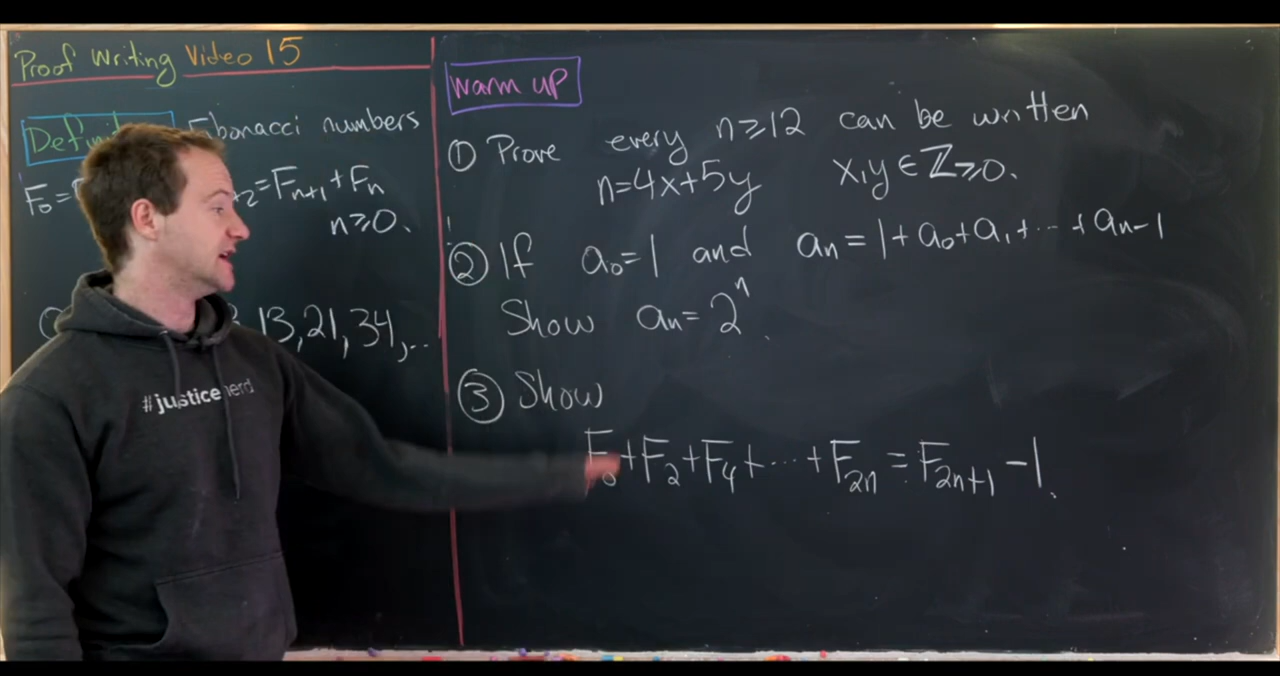 Proof Writing Video 15
Fibonacci numbers
F₀= ₂=Fₙ₊₁+Fₙ
n≥0.
13,21,34,...
#justice nerd
Warm up
① Prove every n≥12 can be written
n=4x+5y x,y∈ℤ≥0.
② If a₀=1 and aₙ=1+a₀+a₁+⋯+aₙ₋₁
Show aₙ=2ⁿ.
③ Show
F₀+F₂+F₄+⋯+F₂ₙ=F₂ₙ₊₁-1.